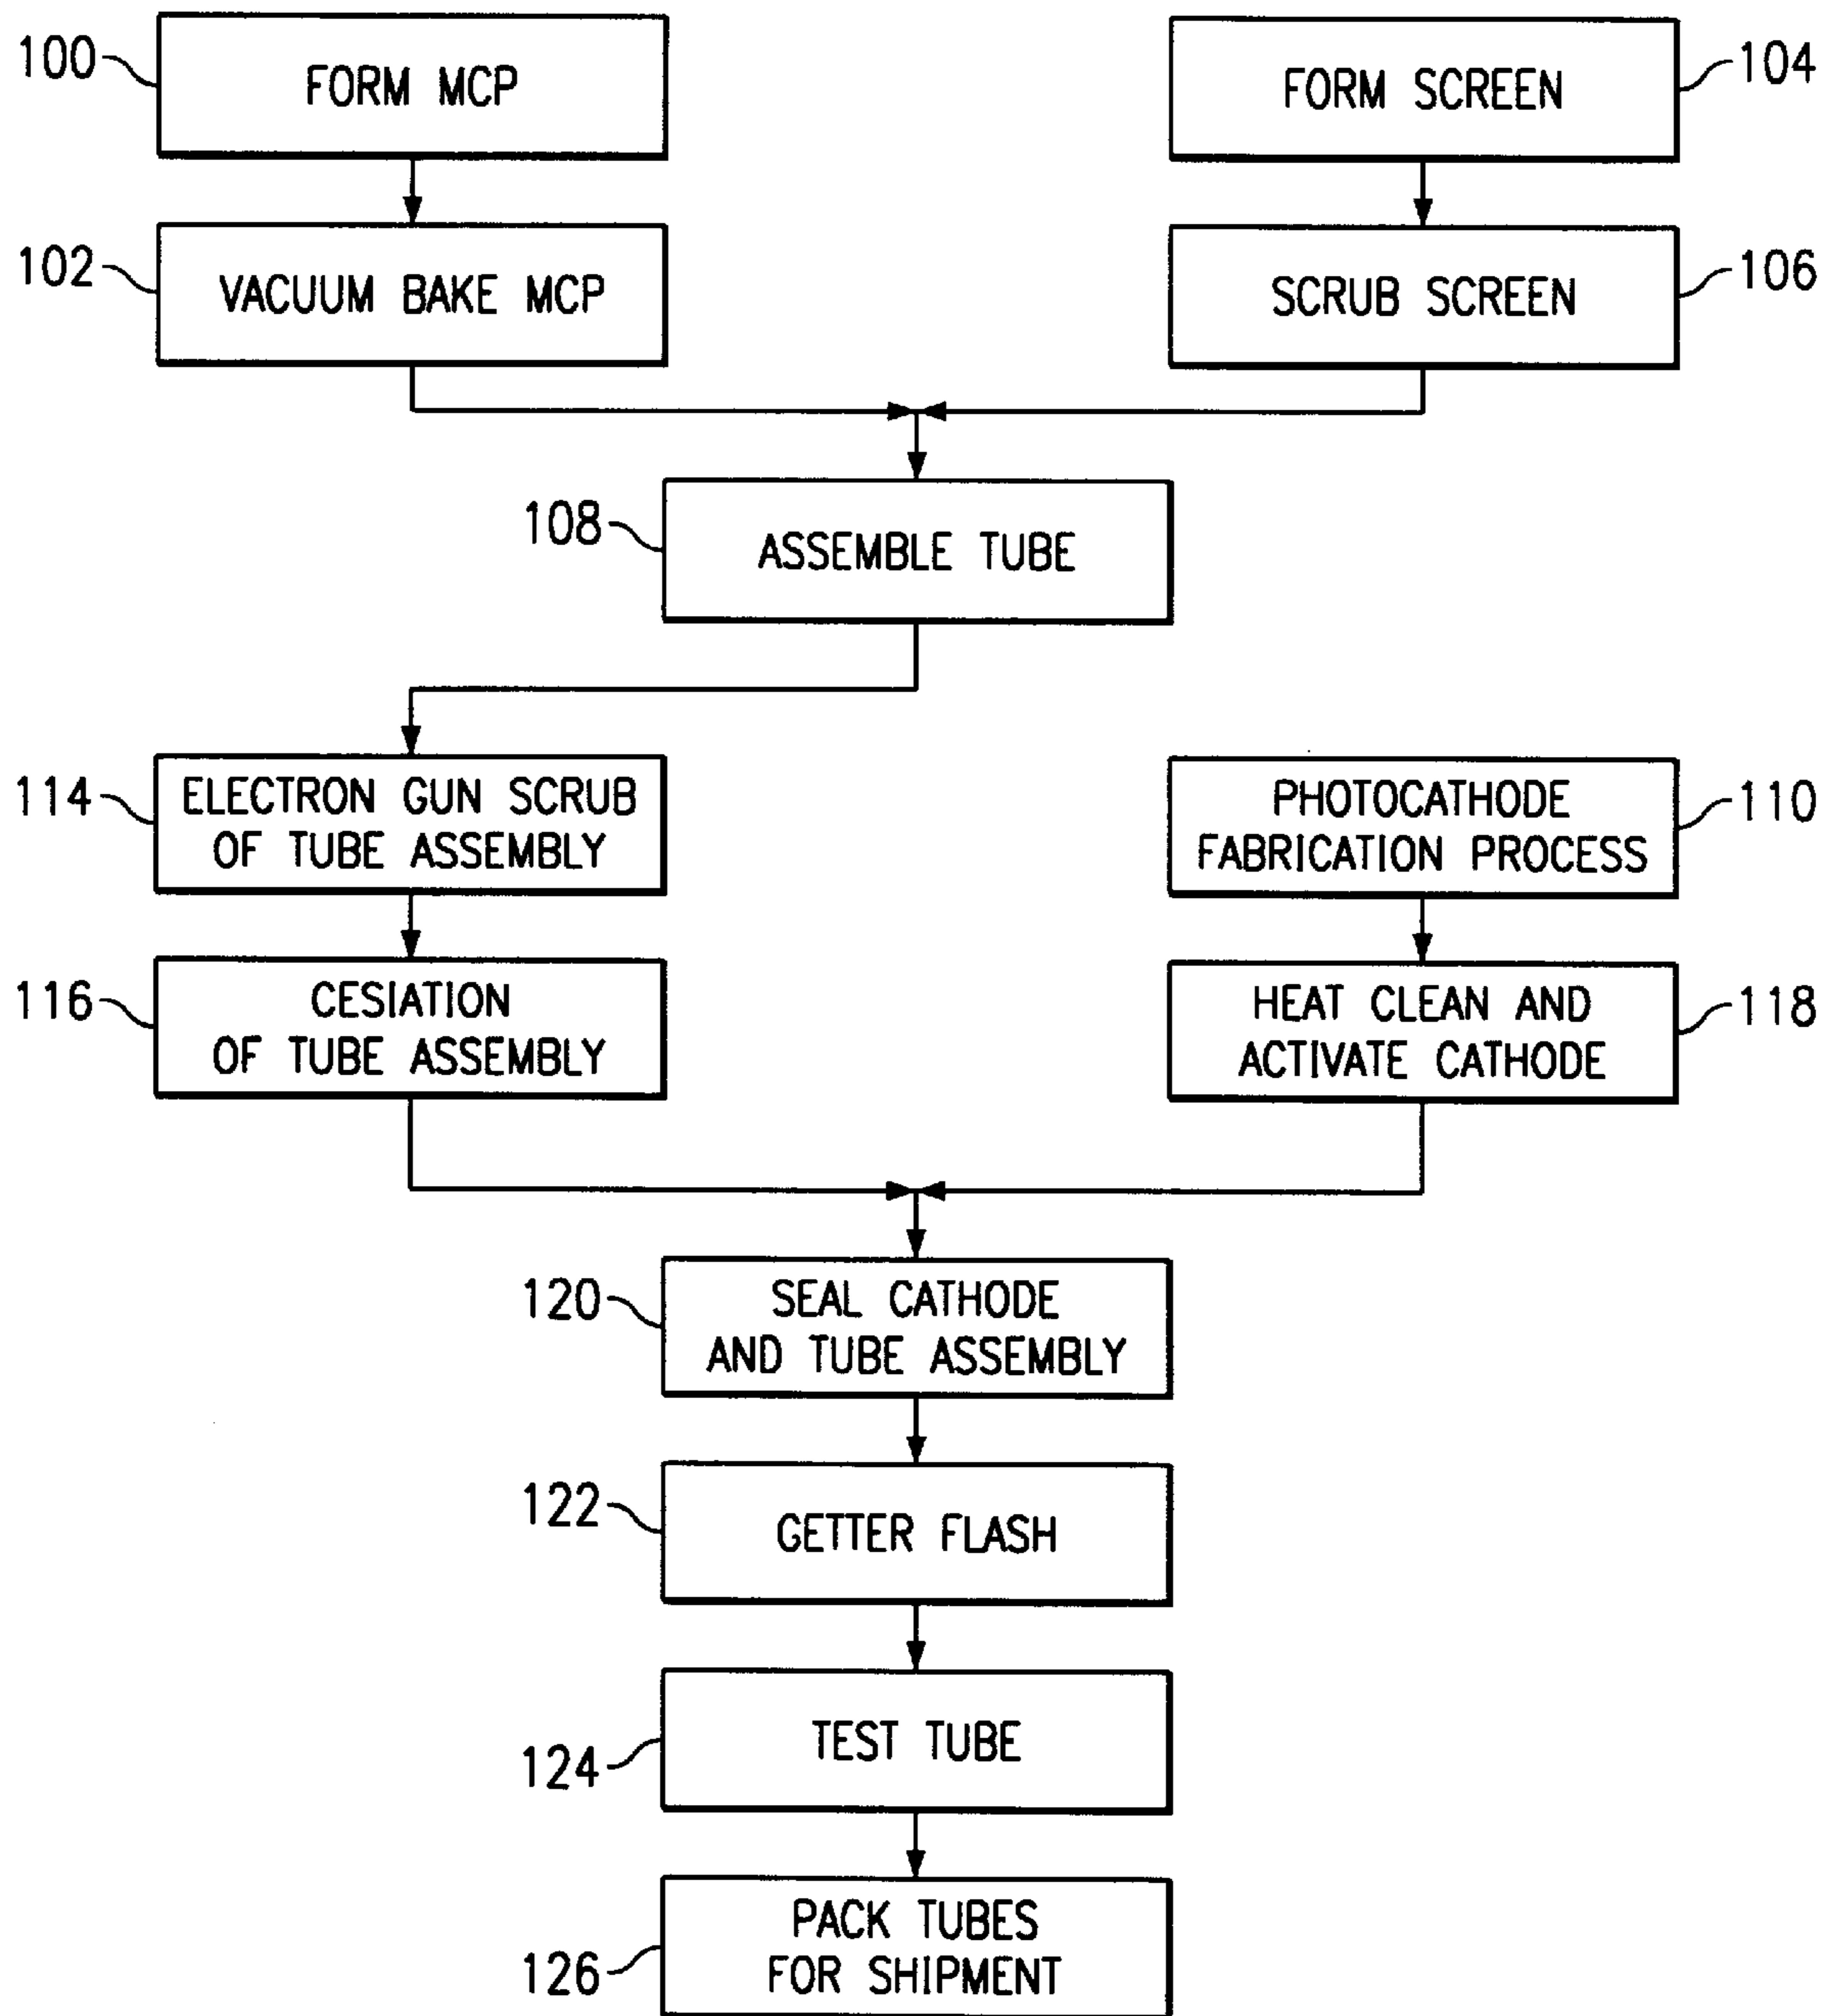 100
FORM MCP
FORM SCREEN
104
102
VACUUM BAKE MCP
SCRUB SCREEN
106
108
ASSEMBLE TUBE
114
ELECTRON GUN SCRUB
OF TUBE ASSEMBLY
PHOTOCATHODE
FABRICATION PROCESS
110
116
CESIATION
OF TUBE ASSEMBLY
HEAT CLEAN AND
ACTIVATE CATHODE
118
120
SEAL CATHODE
AND TUBE ASSEMBLY
122
GETTER FLASH
124
TEST TUBE
126
PACK TUBES
FOR SHIPMENT